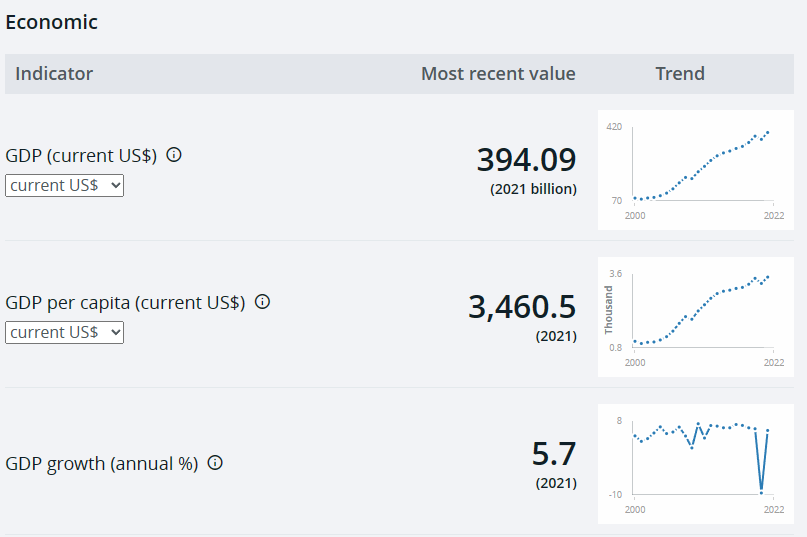 Economic
Indicator Most recent value Trend
GDP (current US$)
current US$
394.09
(2021 billion)
420
70
2000 2022
GDP per capita (current US$)
current US$
3,460.5
(2021)
3.6
Thousand
0.8
2000 2022
GDP growth (annual %)
5.7
(2021)
8
-10
2000 2022